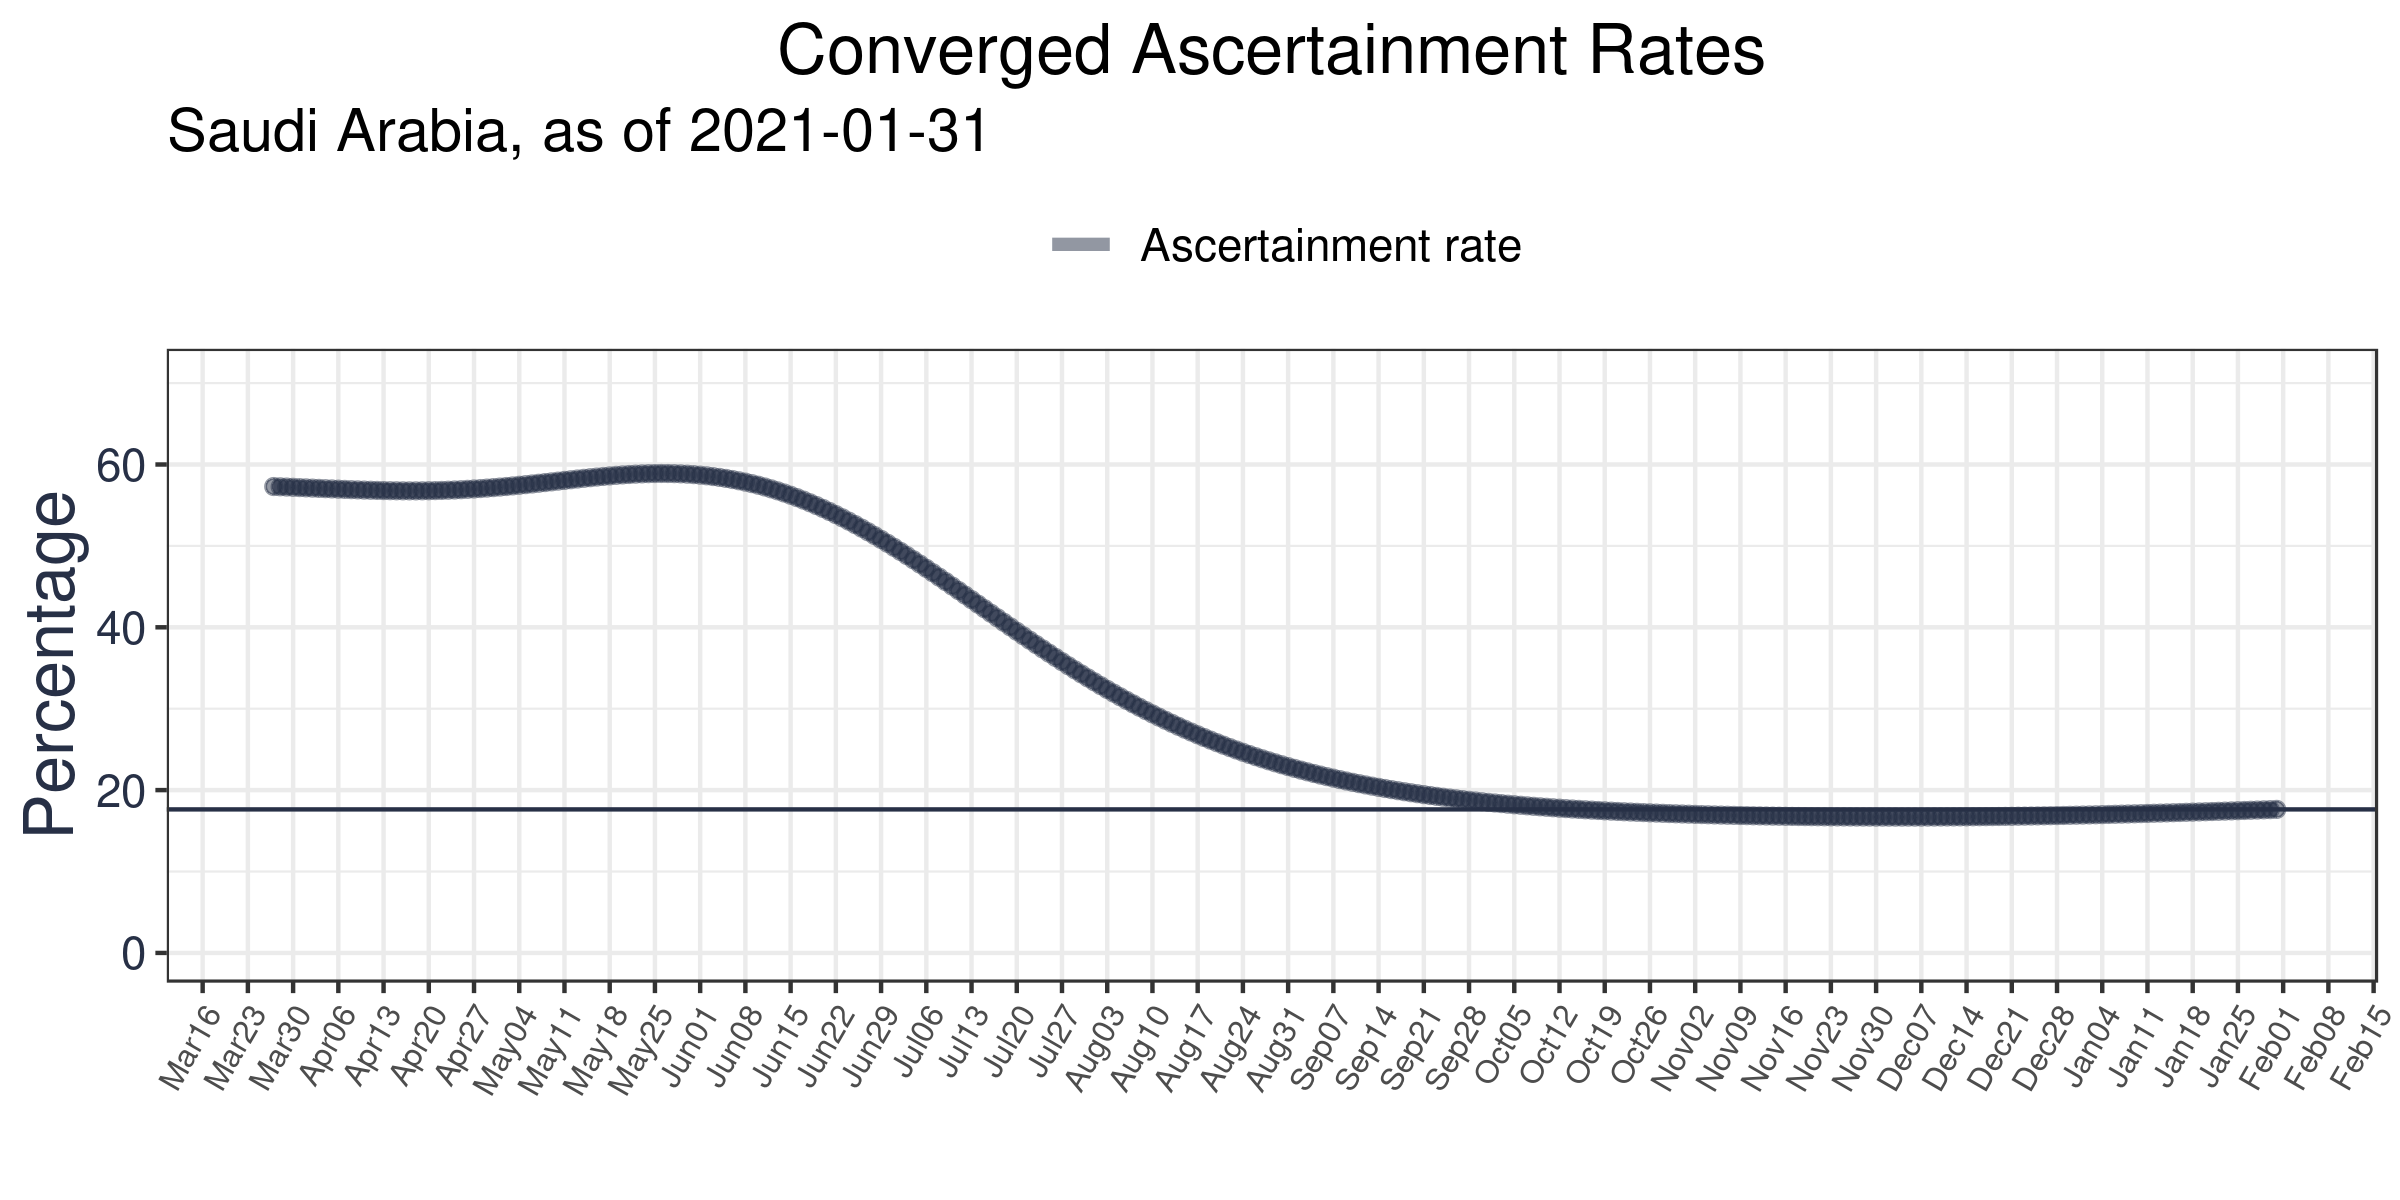 Converged Ascertainment Rates
Saudi Arabia, as of 2021-01-31
Ascertainment rate
Percentage
60
40
20
0
Mar16
Mar23
Mar30
Apr06
Apr13
Apr20
Apr27
May04
May11
May18
May25
Jun01
Jun08
Jun15
Jun22
Jun29
Jul06
Jul13
Jul20
Jul27
Aug03
Aug10
Aug17
Aug24
Aug31
Sep07
Sep14
Sep21
Sep28
Oct05
Oct12
Oct19
Oct26
Nov02
Nov09
Nov16
Nov23
Nov30
Dec07
Dec14
Dec21
Dec28
Jan04
Jan11
Jan18
Jan25
Feb01
Feb08
Feb15